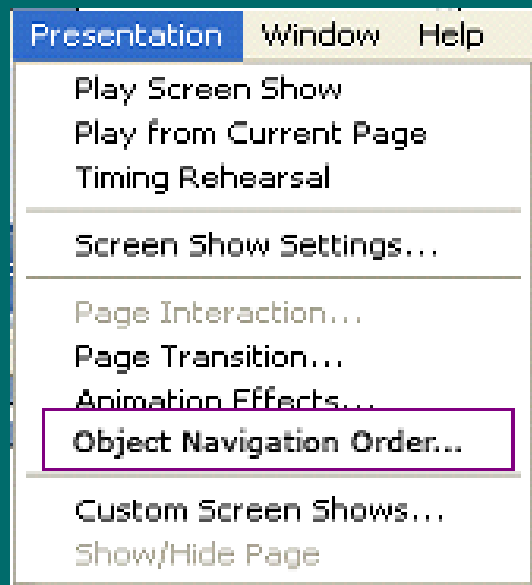 Presentation Window Help
Play Screen Show
Play from Current Page
Timing Rehearsal
Screen Show Settings...
Page Interaction...
Page Transition...
Animation Effects...
Object Navigation Order...
Custom Screen Shows...
Show/Hide Page